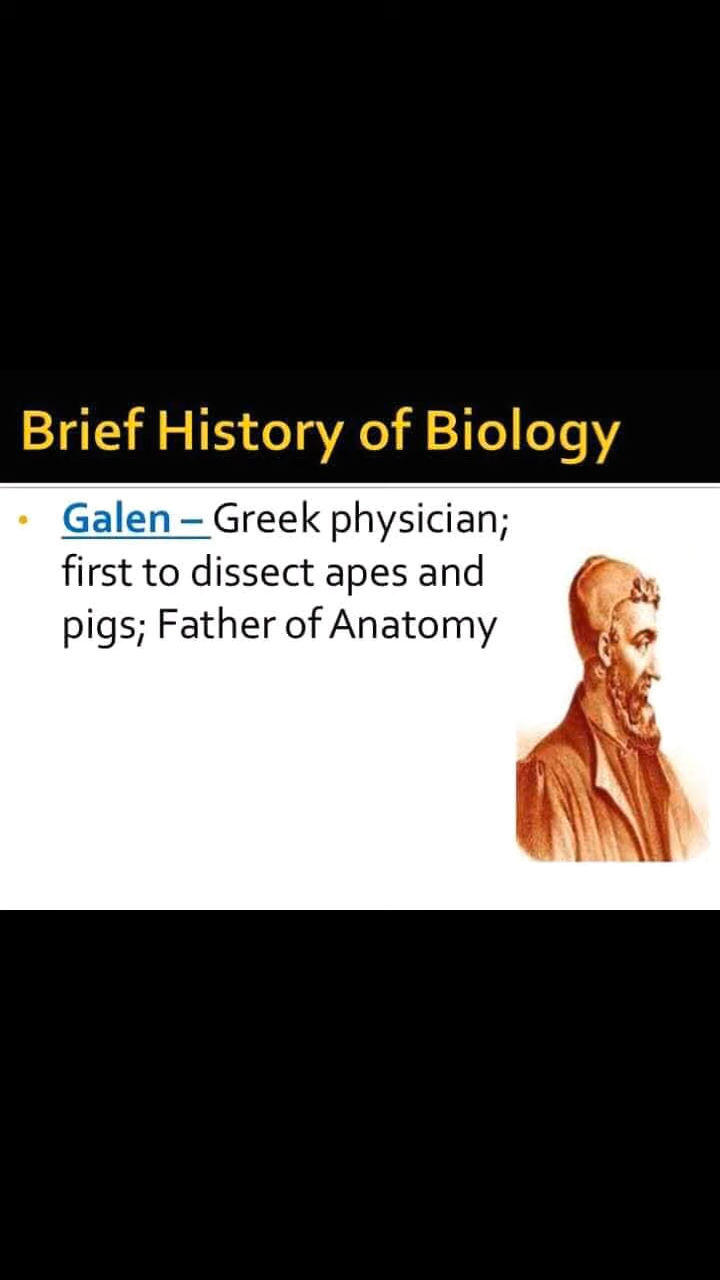 Brief History of Biology
• Galen – Greek physician;
first to dissect apes and
pigs; Father of Anatomy